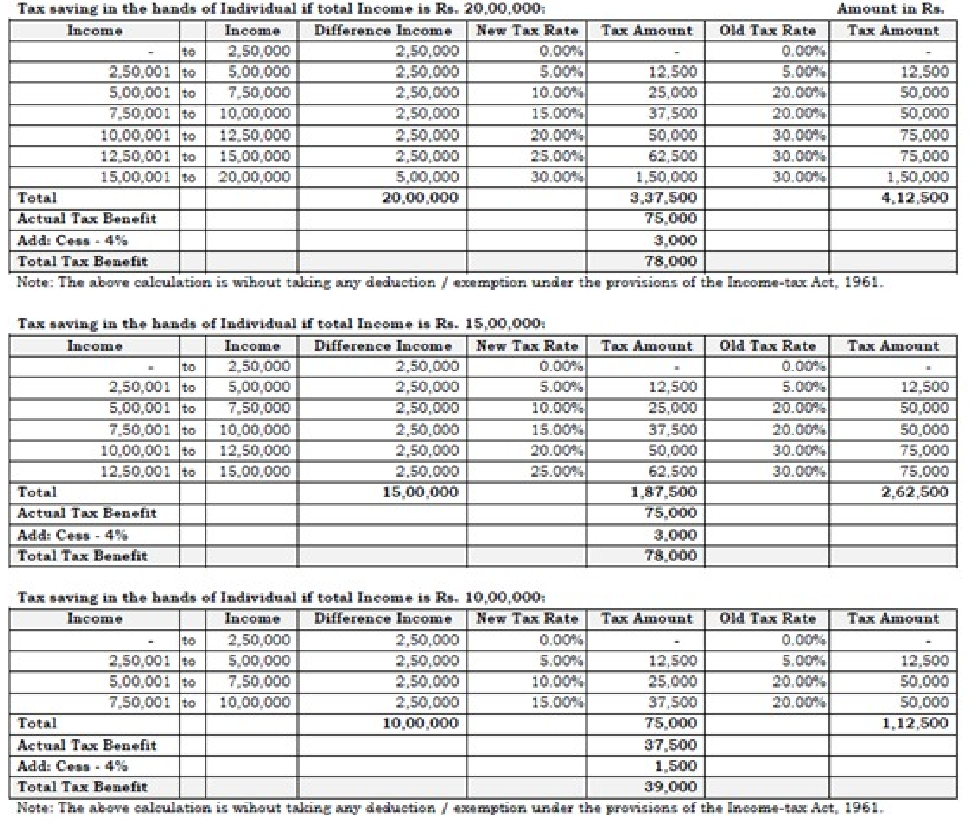 Tax saving in the hands of Individual if total Income is Rs. 20,00,000: Amount in Rs.
Income Income Difference Income New Tax Rate Tax Amount Old Tax Rate Tax Amount
- to 2,50,000 2,50,000 0.00% - 0.00% -
2,50,001 to 5,00,000 2,50,000 5.00% 12,500 5.00% 12,500
5,00,001 to 7,50,000 2,50,000 10.00% 25,000 20.00% 50,000
7,50,001 to 10,00,000 2,50,000 15.00% 37,500 20.00% 50,000
10,00,001 to 12,50,000 2,50,000 20.00% 50,000 30.00% 75,000
12,50,001 to 15,00,000 2,50,000 25.00% 62,500 30.00% 75,000
15,00,001 to 20,00,000 5,00,000 30.00% 1,50,000 30.00% 1,50,000
Total 20,00,000 3,37,500 4,12,500
Actual Tax Benefit 75,000
Add: Cess - 4% 3,000
Total Tax Benefit 78,000
Note: The above calculation is wihout taking any deduction / exemption under the provisions of the Income-tax Act, 1961.
Tax saving in the hands of Individual if total Income is Rs. 15,00,000:
Income Income Difference Income New Tax Rate Tax Amount Old Tax Rate Tax Amount
- to 2,50,000 2,50,000 0.00% - 0.00% -
2,50,001 to 5,00,000 2,50,000 5.00% 12,500 5.00% 12,500
5,00,001 to 7,50,000 2,50,000 10.00% 25,000 20.00% 50,000
7,50,001 to 10,00,000 2,50,000 15.00% 37,500 20.00% 50,000
10,00,001 to 12,50,000 2,50,000 20.00% 50,000 30.00% 75,000
12,50,001 to 15,00,000 2,50,000 25.00% 62,500 30.00% 75,000
Total 15,00,000 1,87,500 2,62,500
Actual Tax Benefit 75,000
Add: Cess - 4% 3,000
Total Tax Benefit 78,000
Tax saving in the hands of Individual if total Income is Rs. 10,00,000:
Income Income Difference Income New Tax Rate Tax Amount Old Tax Rate Tax Amount
- to 2,50,000 2,50,000 0.00% - 0.00% -
2,50,001 to 5,00,000 2,50,000 5.00% 12,500 5.00% 12,500
5,00,001 to 7,50,000 2,50,000 10.00% 25,000 20.00% 50,000
7,50,001 to 10,00,000 2,50,000 15.00% 37,500 20.00% 50,000
Total 10,00,000 75,000 1,12,500
Actual Tax Benefit 37,500
Add: Cess - 4% 1,500
Total Tax Benefit 39,000
Note: The above calculation is wihout taking any deduction / exemption under the provisions of the Income-tax Act, 1961.